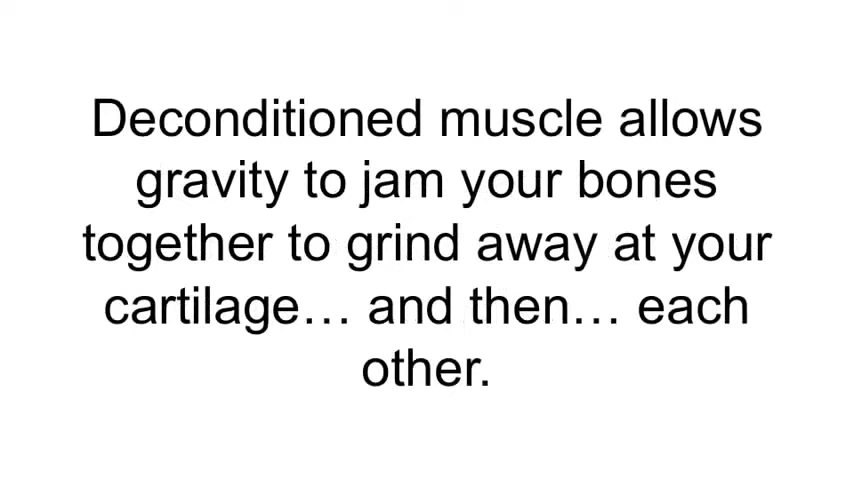 Deconditioned muscle allows
gravity to jam your bones
together to grind away at your
cartilage… and then… each
other.